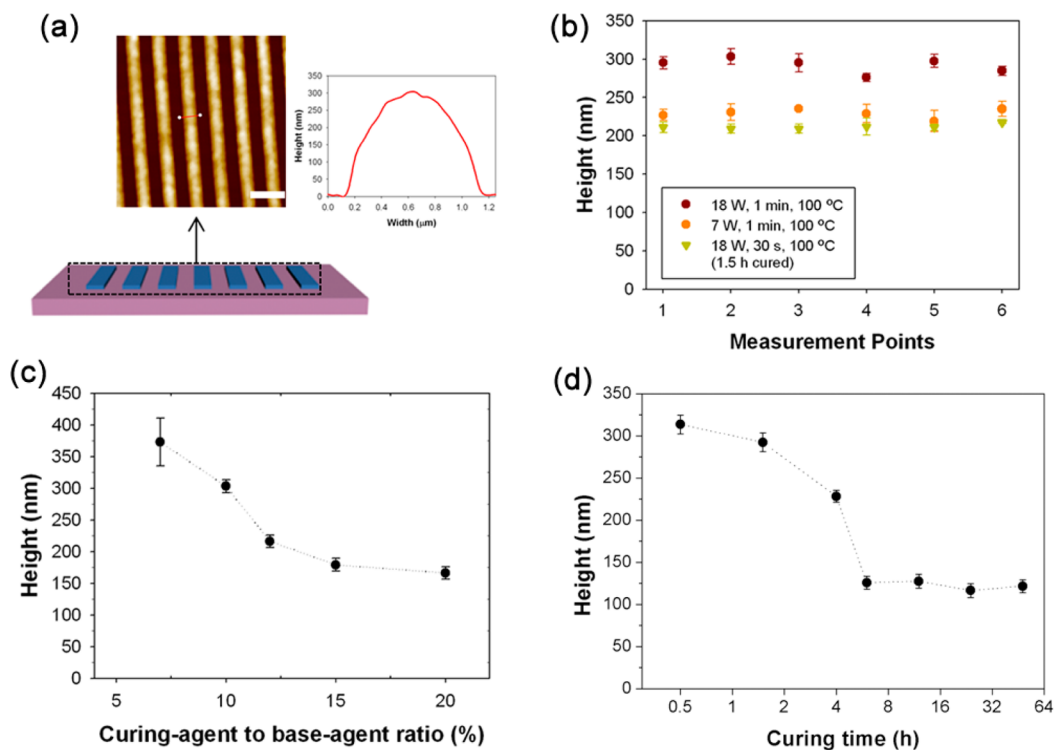 (a)
350
300
250
200
150
100
50
0
Height (nm)
0.0 0.2 0.4 0.6 0.8 1.0 1.2
Width (μm)
(b)
350
300
250
200
150
100
50
0
Height (nm)
18 W, 1 min, 100 ºC
7 W, 1 min, 100 ºC
18 W, 30 s, 100 ºC
(1.5 h cured)
1 2 3 4 5 6
Measurement Points
(c)
450
400
350
300
250
200
150
100
50
0
Height (nm)
5 10 15 20
Curing-agent to base-agent ratio (%)
(d)
350
300
250
200
150
100
50
0
Height (nm)
0.5 1 2 4 8 16 32 64
Curing time (h)